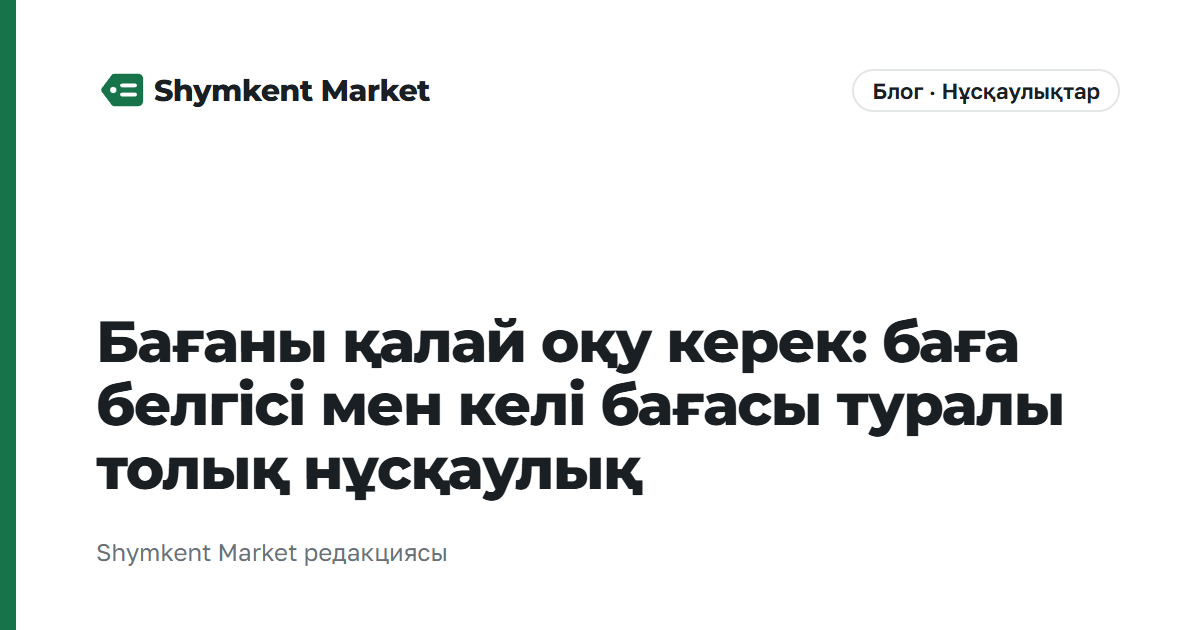 Shymkent Market
Блог · Нұсқаулықтар
Бағаны қалай оқу керек: баға
белгісі мен келі бағасы туралы
толық нұсқаулық
Shymkent Market редакциясы